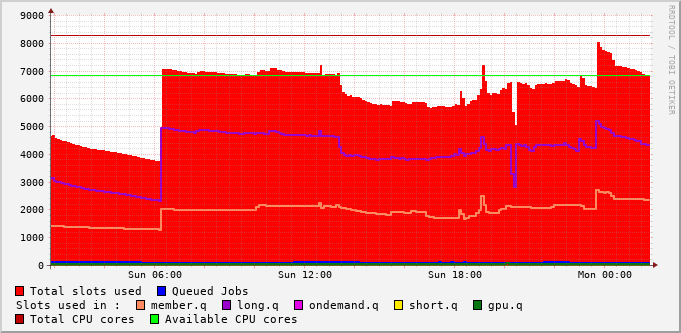 9000
8000
7000
6000
5000
4000
3000
2000
1000
0
Sun 06:00 Sun 12:00 Sun 18:00 Mon 00:00
RRDTOOL / TOBI OETIKER
Total slots used Queued Jobs
Slots used in : member.q long.q ondemand.q short.q gpu.q
Total CPU cores Available CPU cores